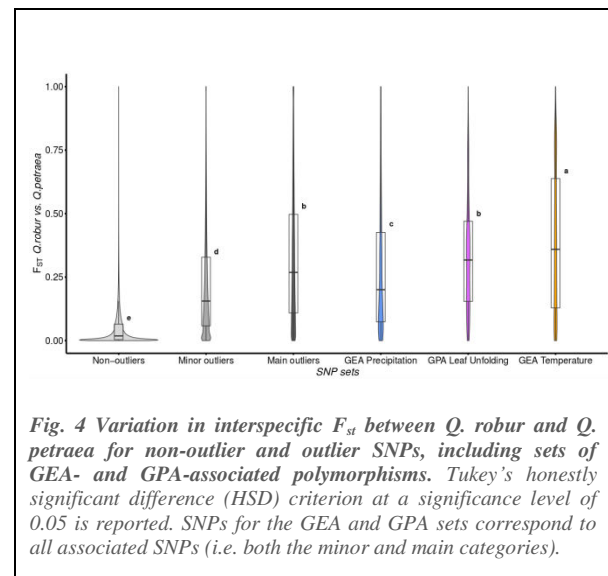 1.00
0.75
0.50
0.25
0.00
FST Q.robur vs. Q.petraea
e
d
b
c
b
a
Non−outliers
Minor outliers
Main outliers
GEA Precipitation
GPA Leaf Unfolding
GEA Temperature
SNP sets
Fig. 4 Variation in interspecific Fst between Q. robur and Q.
petraea for non-outlier and outlier SNPs, including sets of
GEA- and GPA-associated polymorphisms. Tukey's honestly
significant difference (HSD) criterion at a significance level of
0.05 is reported. SNPs for the GEA and GPA sets correspond to
all associated SNPs (i.e. both the minor and main categories).